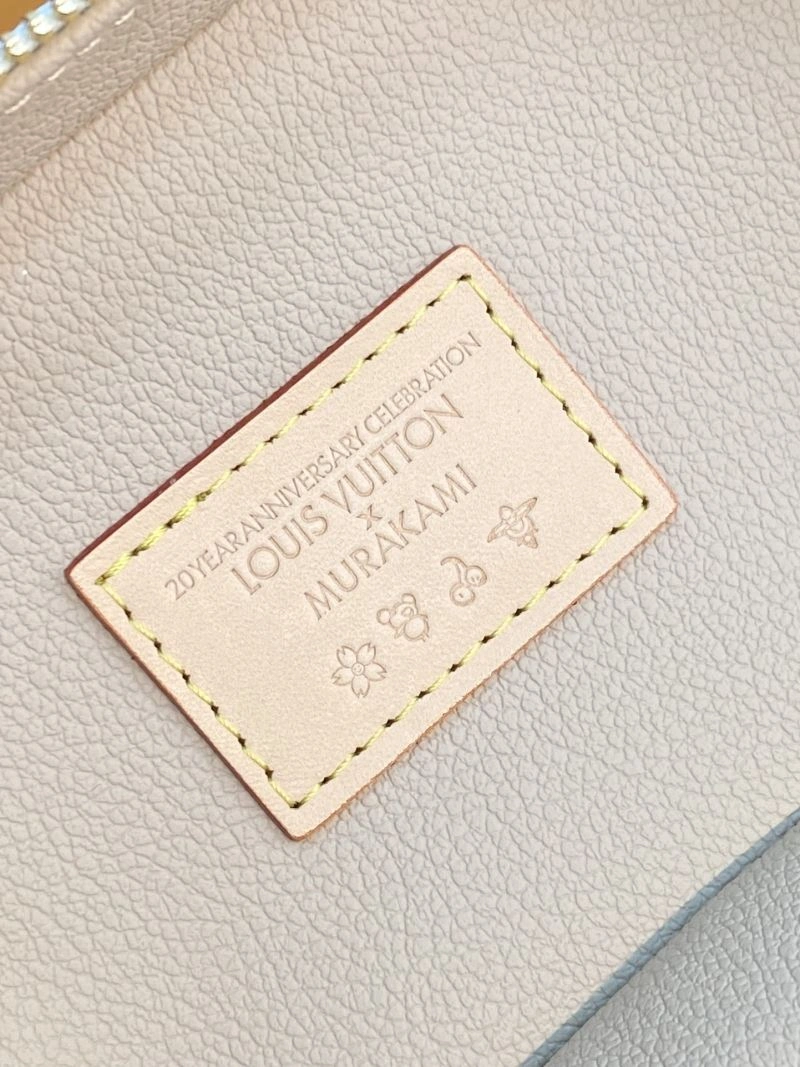 20 YEAR ANNIVERSARY CELEBRATION
LOUIS VUITTON
X
MURAKAMI